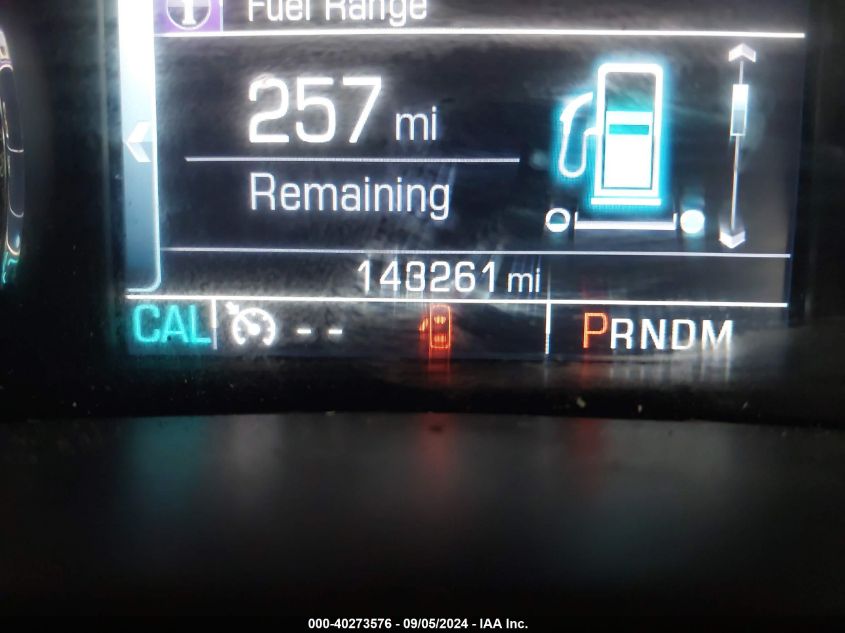 Fuel Range
257 mi
Remaining
143261 mi
CAL -- PRNDM
000-40273576 - 09/05/2024 - IAA Inc.